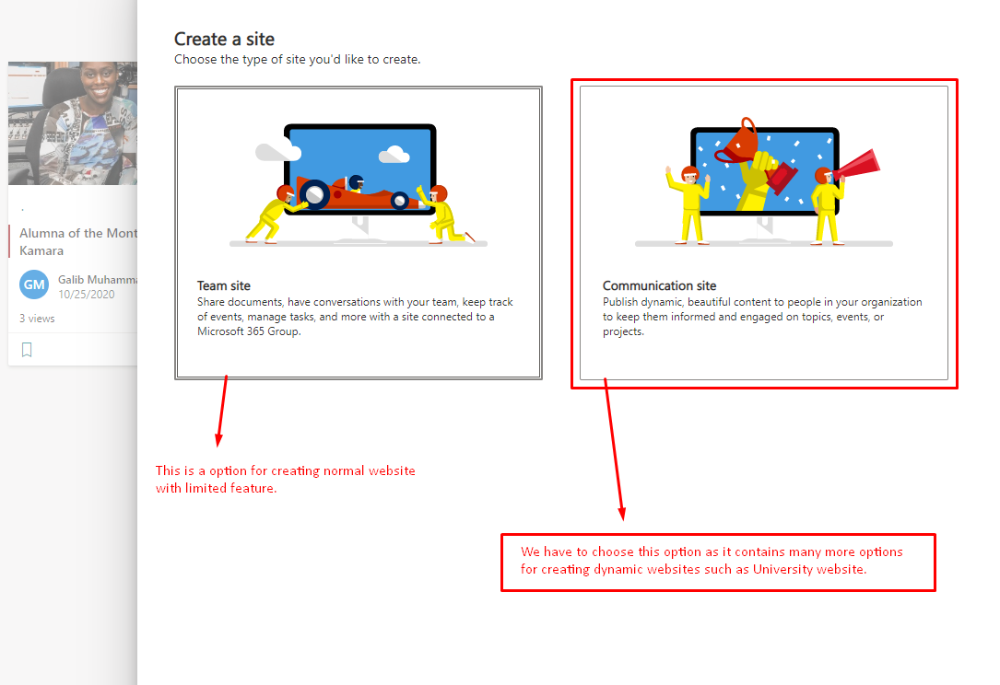 Create a site
Choose the type of site you'd like to create.
.
Alumna of the Mont
Kamara
GM
Galib Muhamma
10/25/2020
3 views
Team site
Share documents, have conversations with your team, keep track
of events, manage tasks, and more with a site connected to a
Microsoft 365 Group.
Communication site
Publish dynamic, beautiful content to people in your organization
to keep them informed and engaged on topics, events, or
projects.
This is a option for creating normal website
with limited feature.
We have to choose this option as it contains many more options
for creating dynamic websites such as University website.